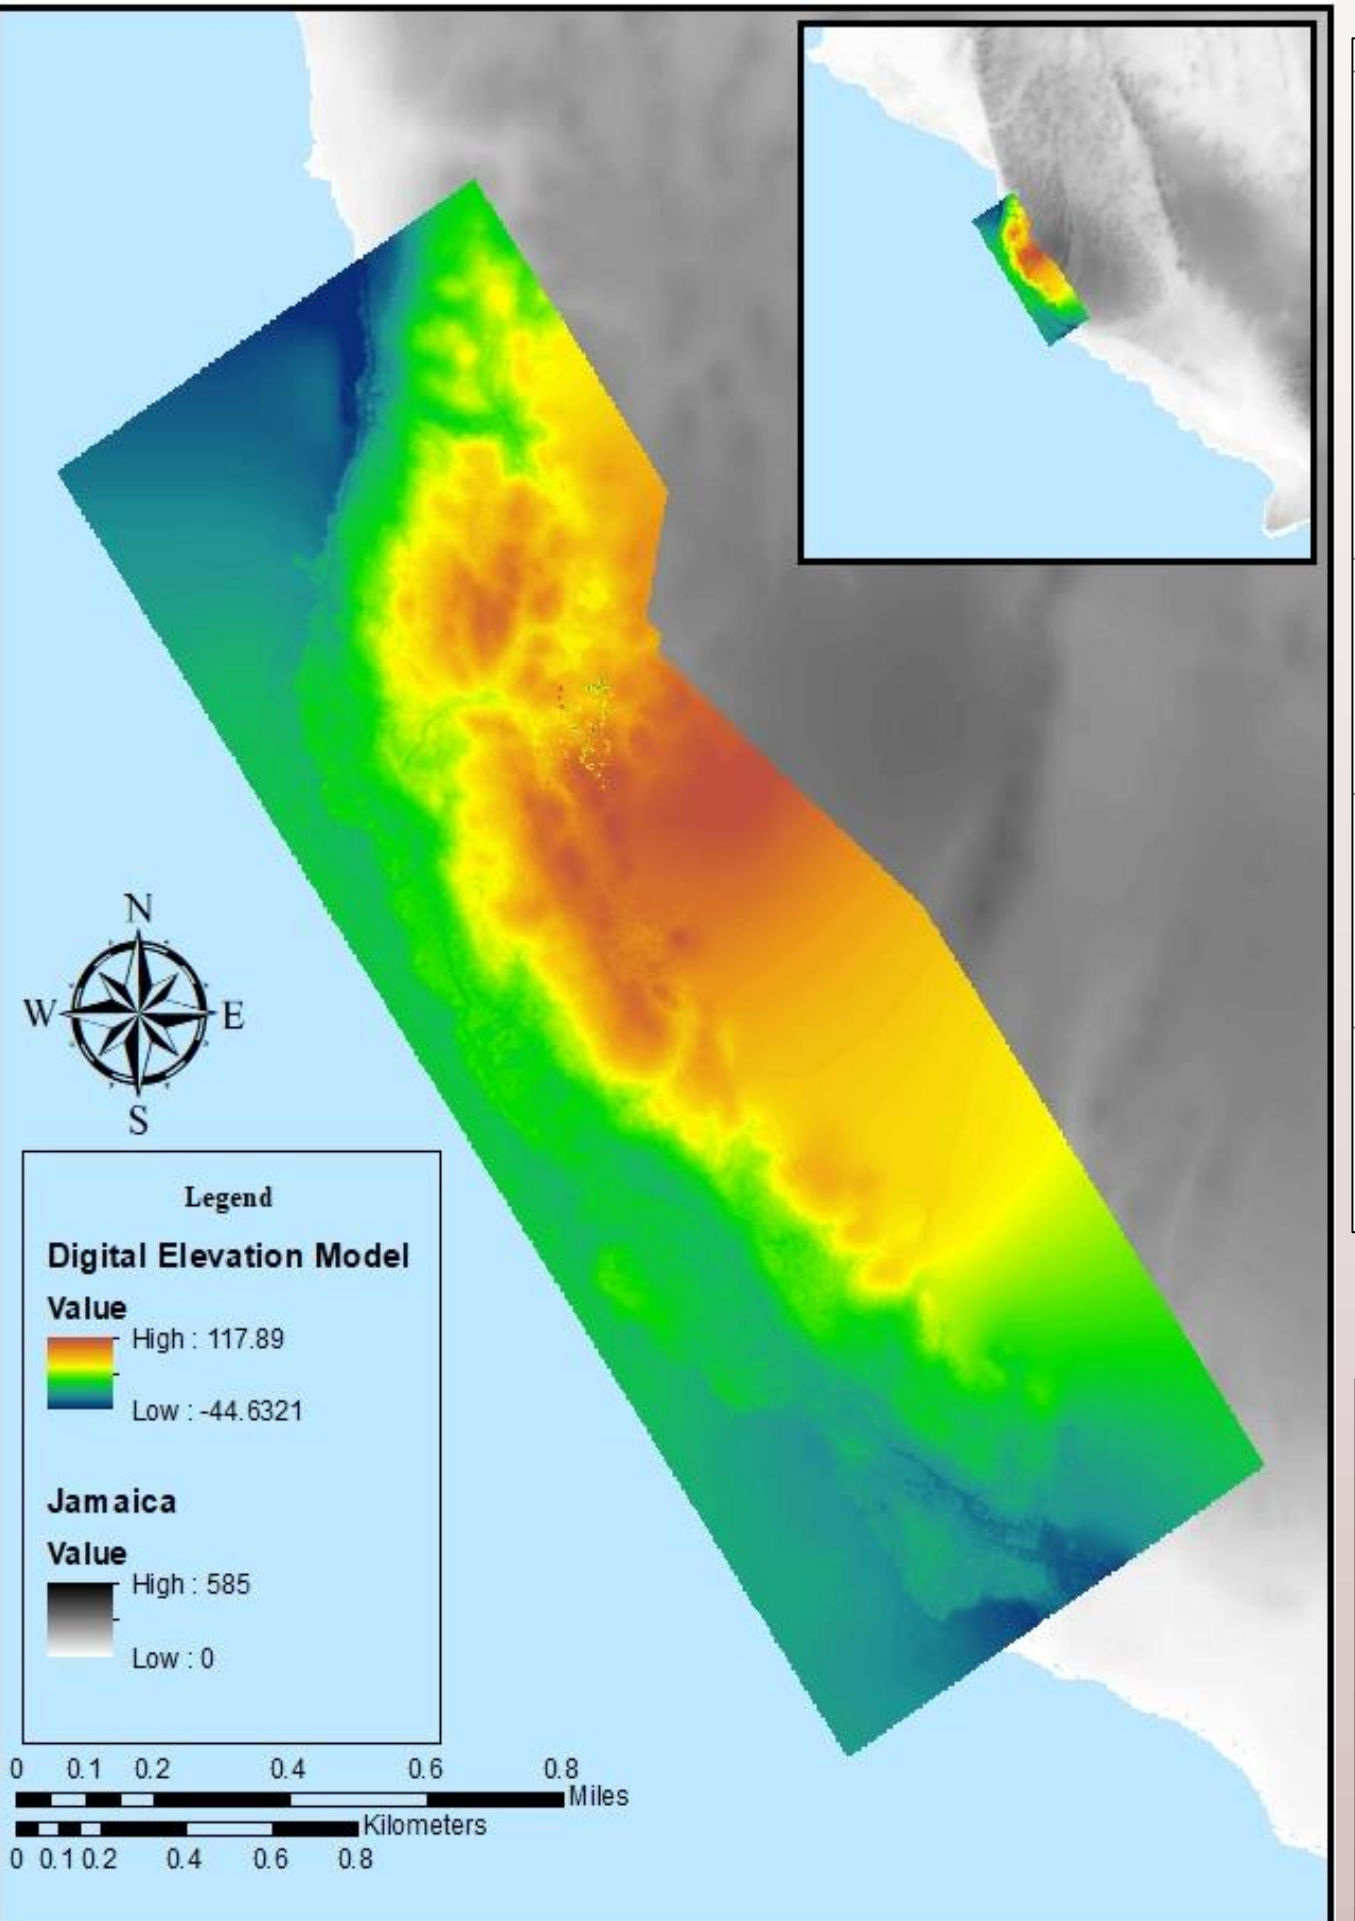 N
W E
S
Legend
Digital Elevation Model
Value
High : 117.89
Low : -44.6321
Jamaica
Value
High : 585
Low : 0
0 0.1 0.2 0.4 0.6 0.8
Miles
Kilometers
0 0.1 0.2 0.4 0.6 0.8